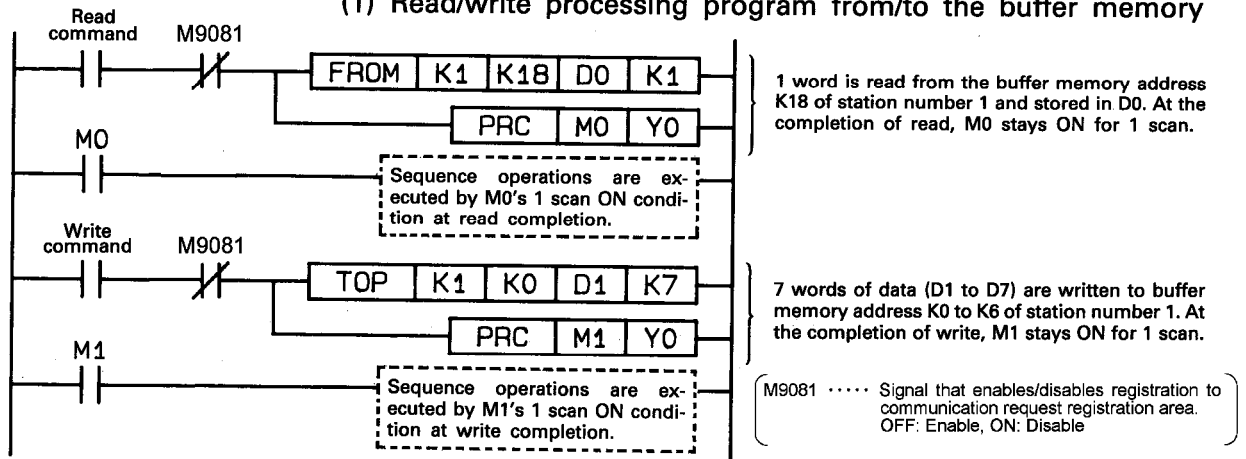 (1) Read/write processing program from/to the buffer memory
Read
command
M9081
FROM K1 K18 D0 K1
PRC M0 Y0
1 word is read from the buffer memory address
K18 of station number 1 and stored in D0. At the
completion of read, M0 stays ON for 1 scan.
M0
Sequence operations are ex-
ecuted by M0's 1 scan ON condi-
tion at read completion.
Write
command
M9081
TOP K1 K0 D1 K7
PRC M1 Y0
7 words of data (D1 to D7) are written to buffer
memory address K0 to K6 of station number 1. At
the completion of write, M1 stays ON for 1 scan.
M1
Sequence operations are ex-
ecuted by M1's 1 scan ON condi-
tion at write completion.
M9081 ····· Signal that enables/disables registration to
communication request registration area.
OFF: Enable, ON: Disable